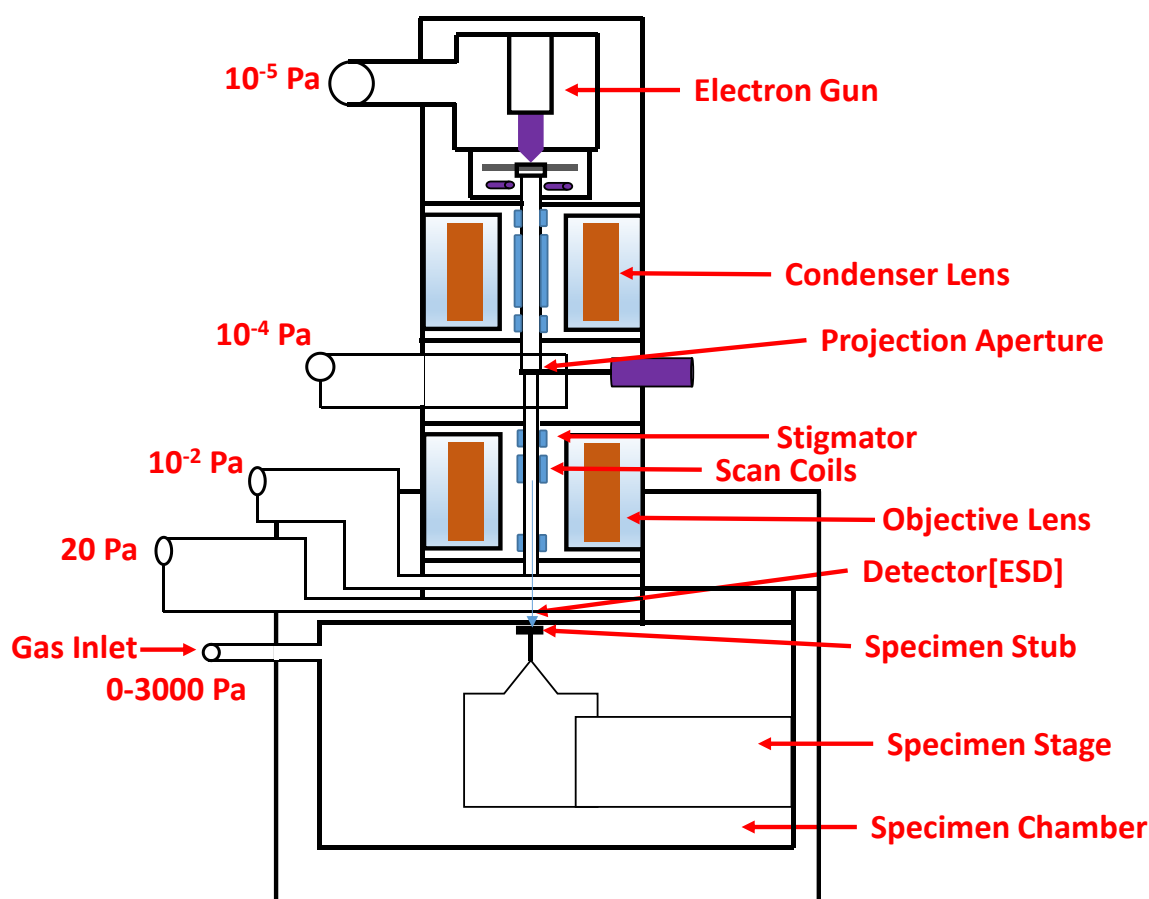 10⁻⁵ Pa
Electron Gun
Condenser Lens
10⁻⁴ Pa
Projection Aperture
Stigmator
10⁻² Pa
Scan Coils
Objective Lens
20 Pa
Detector[ESD]
Gas Inlet
Specimen Stub
0-3000 Pa
Specimen Stage
Specimen Chamber